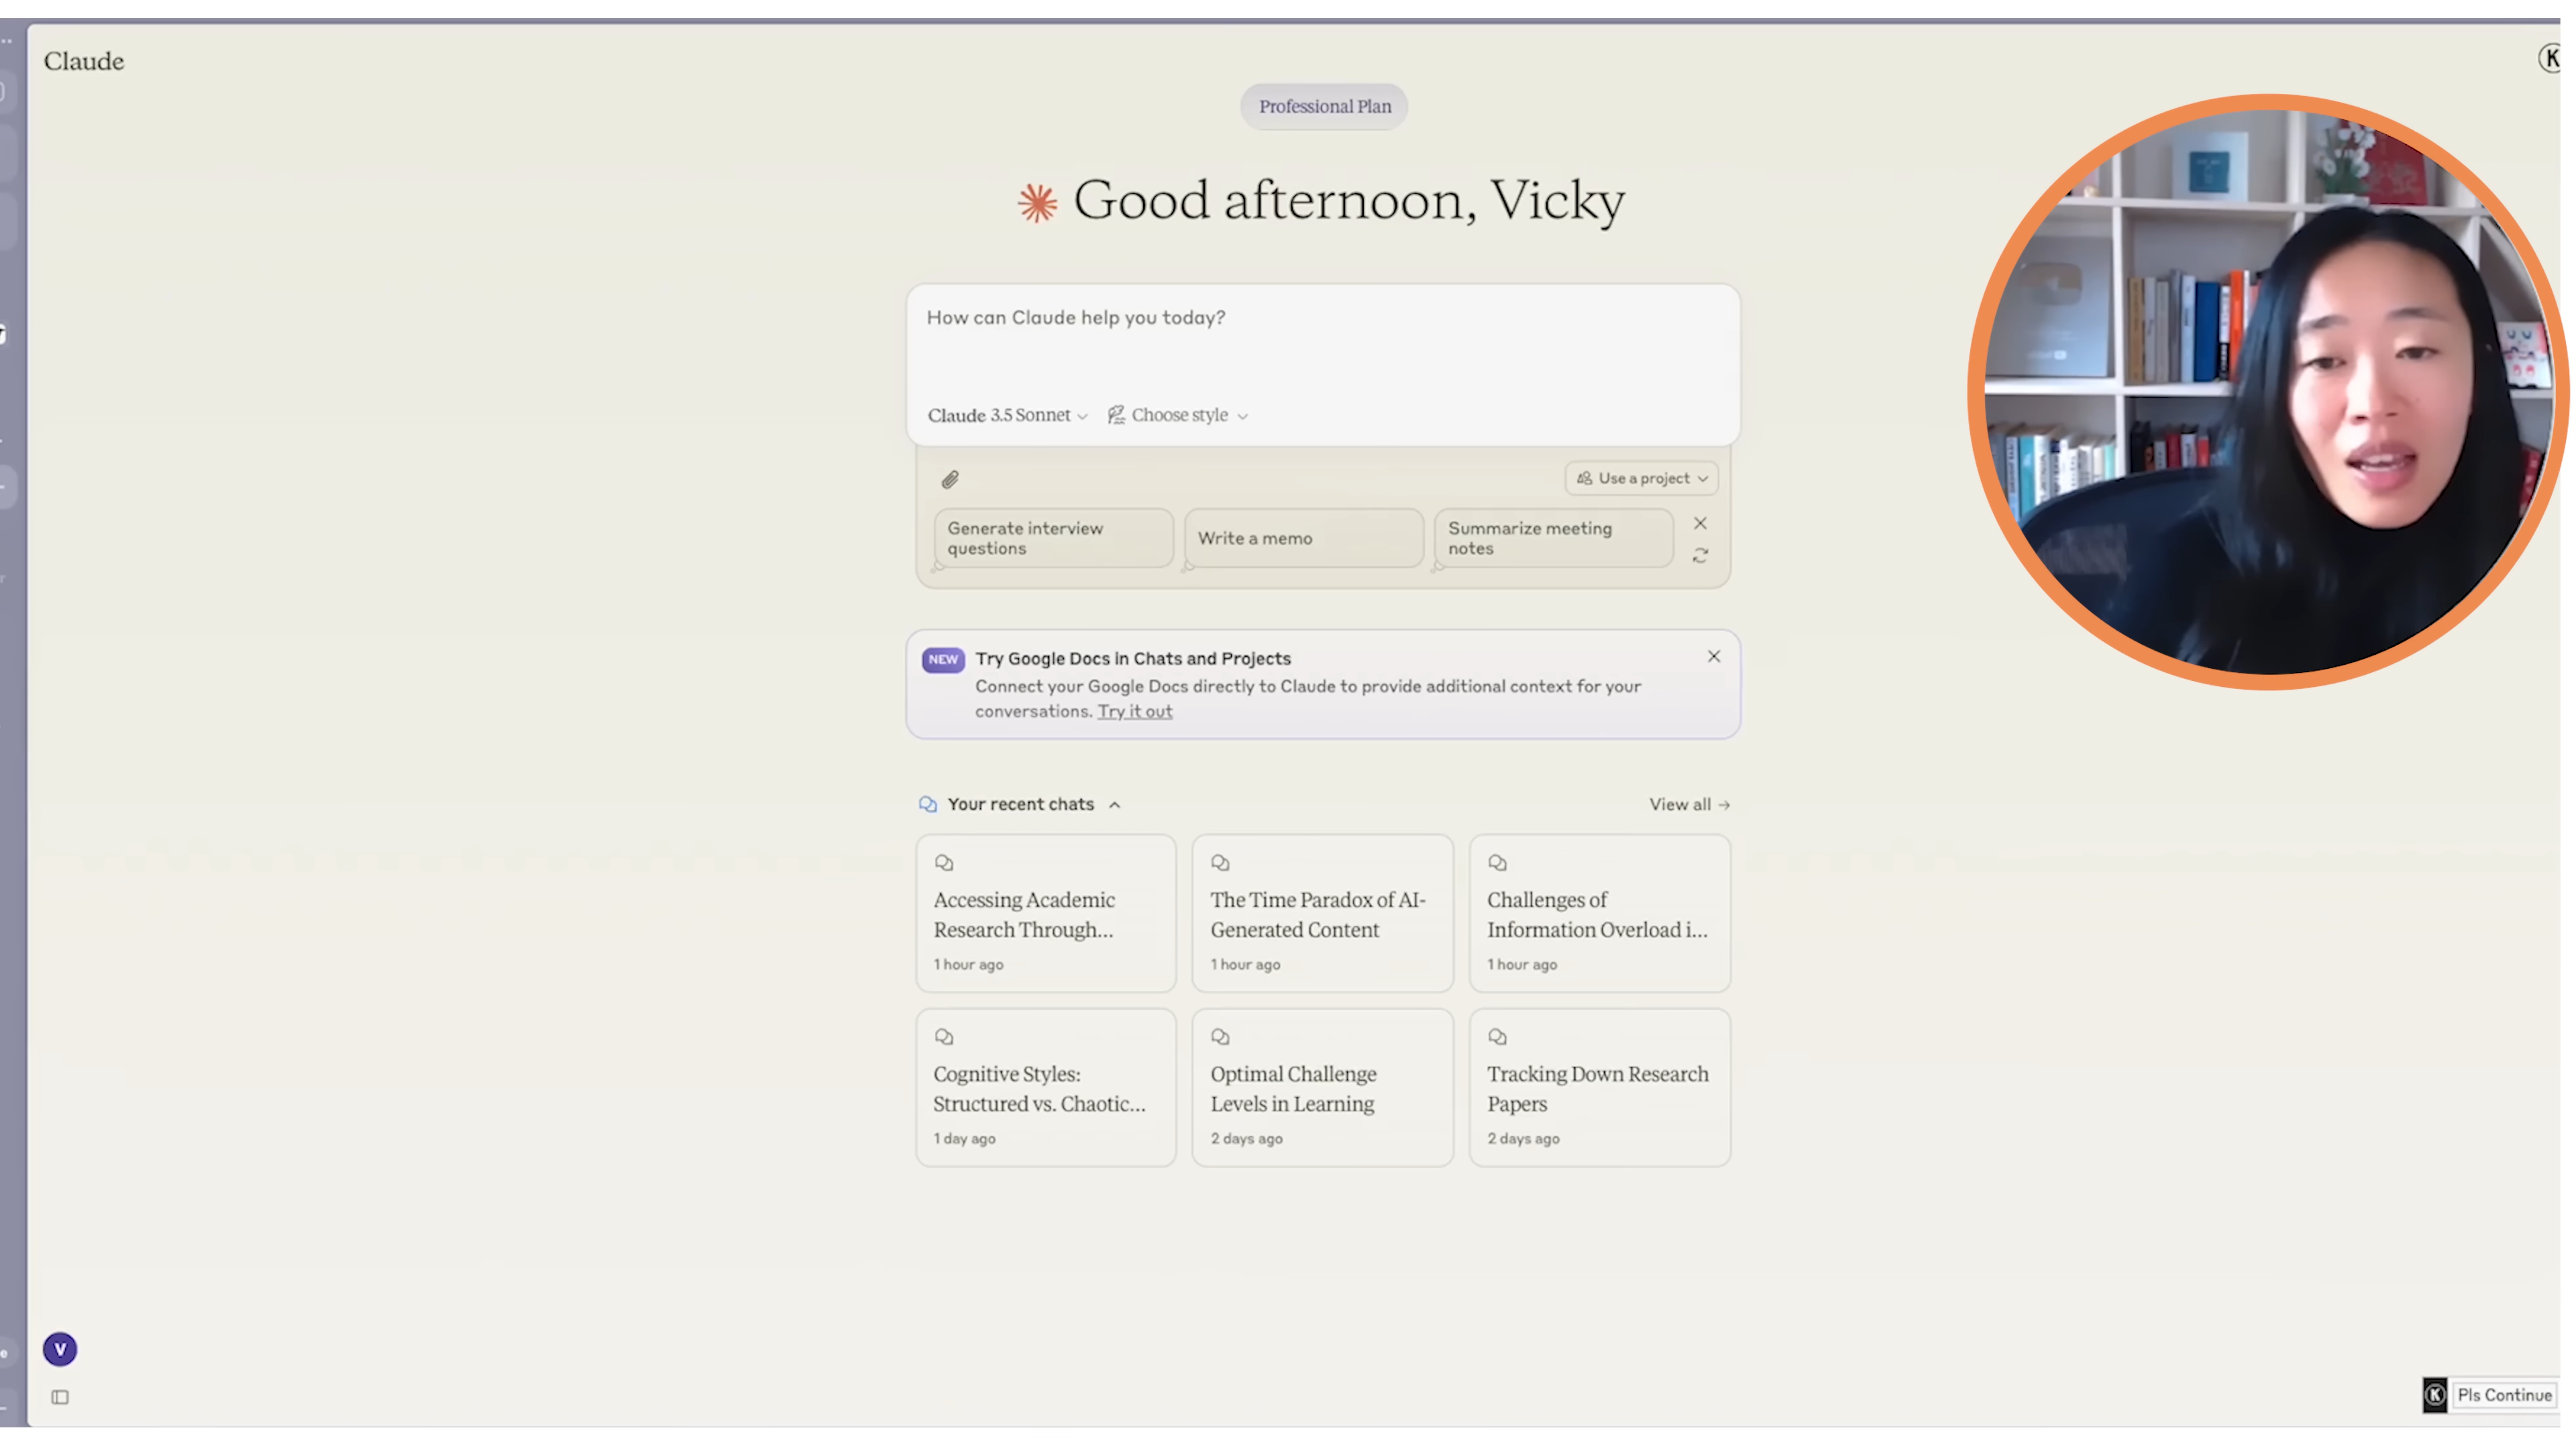 Claude
Professional Plan
Good afternoon, Vicky
How can Claude help you today?
Claude 3.5 Sonnet
Choose style
Use a project
Generate interview
questions
Write a memo
Summarize meeting
notes
NEW
Try Google Docs in Chats and Projects
Connect your Google Docs directly to Claude to provide additional context for your
conversations. Try it out
Your recent chats
View all →
Accessing Academic
Research Through...
1 hour ago
The Time Paradox of AI-
Generated Content
1 hour ago
Challenges of
Information Overload i...
1 hour ago
Cognitive Styles:
Structured vs. Chaotic...
1 day ago
Optimal Challenge
Levels in Learning
2 days ago
Tracking Down Research
Papers
2 days ago
V
K
K
Pls Continue